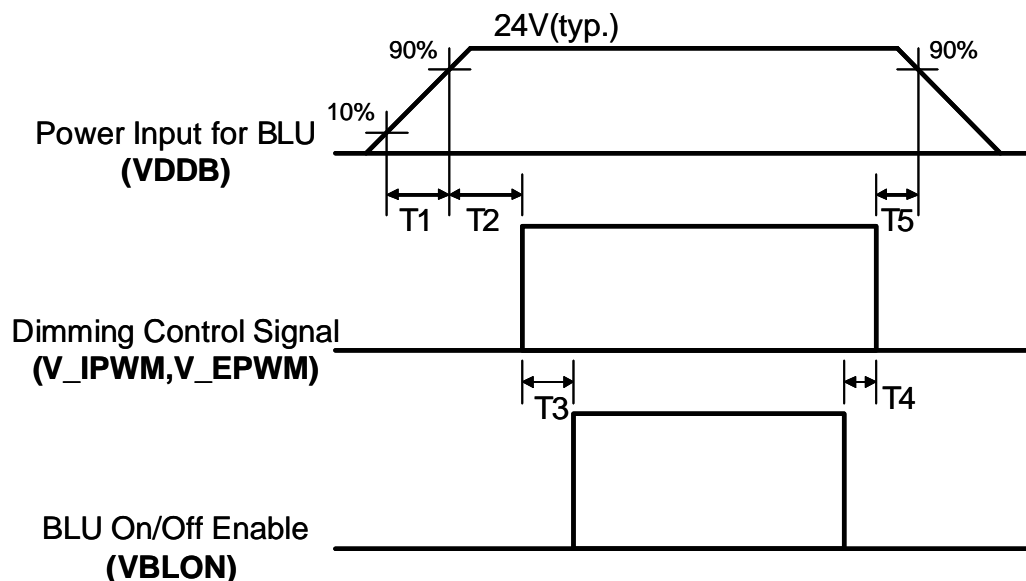 24V(typ.)
90%
90%
10%
Power Input for BLU
(VDDB)
T1
T2
T5
Dimming Control Signal
(V_IPWM,V_EPWM)
T3
T4
BLU On/Off Enable
(VBLON)